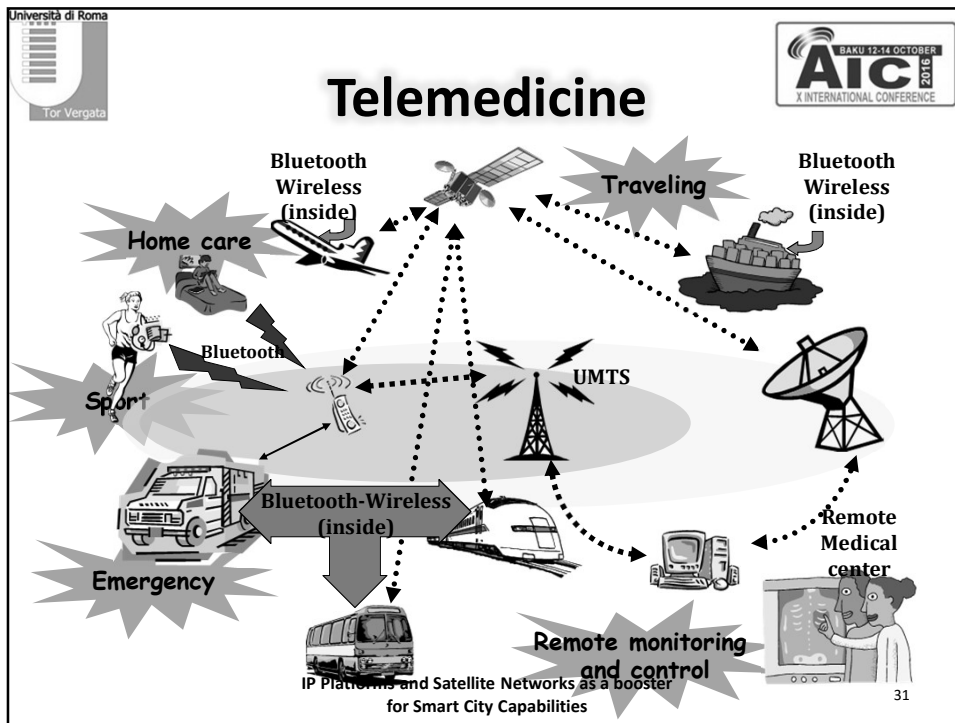 Università di Roma
Tor Vergata
BAKU 12-14 OCTOBER
2016
AICT
X INTERNATIONAL CONFERENCE
Telemedicine
Bluetooth
Wireless
(inside)
Traveling
Bluetooth
Wireless
(inside)
Home care
Bluetooth
UMTS
Sport
Bluetooth-Wireless
(inside)
Remote
Medical
center
Emergency
Remote monitoring
and control
IP Platforms and Satellite Networks as a booster
for Smart City Capabilities
31